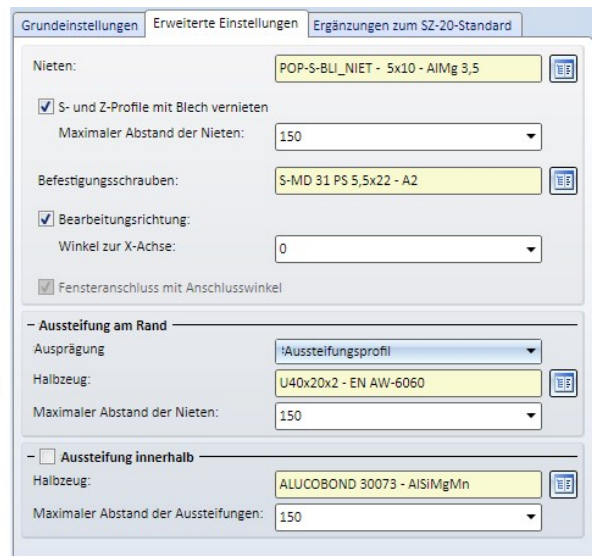 Grundeinstellungen Erweiterte Einstellungen Ergänzungen zum SZ-20-Standard
Nieten: POP-S-BLI_NIET - 5x10 - AlMg 3,5
S- und Z-Profile mit Blech vernieten
Maximaler Abstand der Nieten: 150
Befestigungsschrauben: S-MD 31 PS 5,5x22 - A2
Bearbeitungsrichtung:
Winkel zur X-Achse: 0
Fensteranschluss mit Anschlusswinkel
Aussteifung am Rand
Ausprägung Aussteifungsprofil
Halbzeug: U40x20x2 - EN AW-6060
Maximaler Abstand der Nieten: 150
Aussteifung innerhalb
Halbzeug: ALUCOBOND 30073 - AlSiMgMn
Maximaler Abstand der Aussteifungen: 150